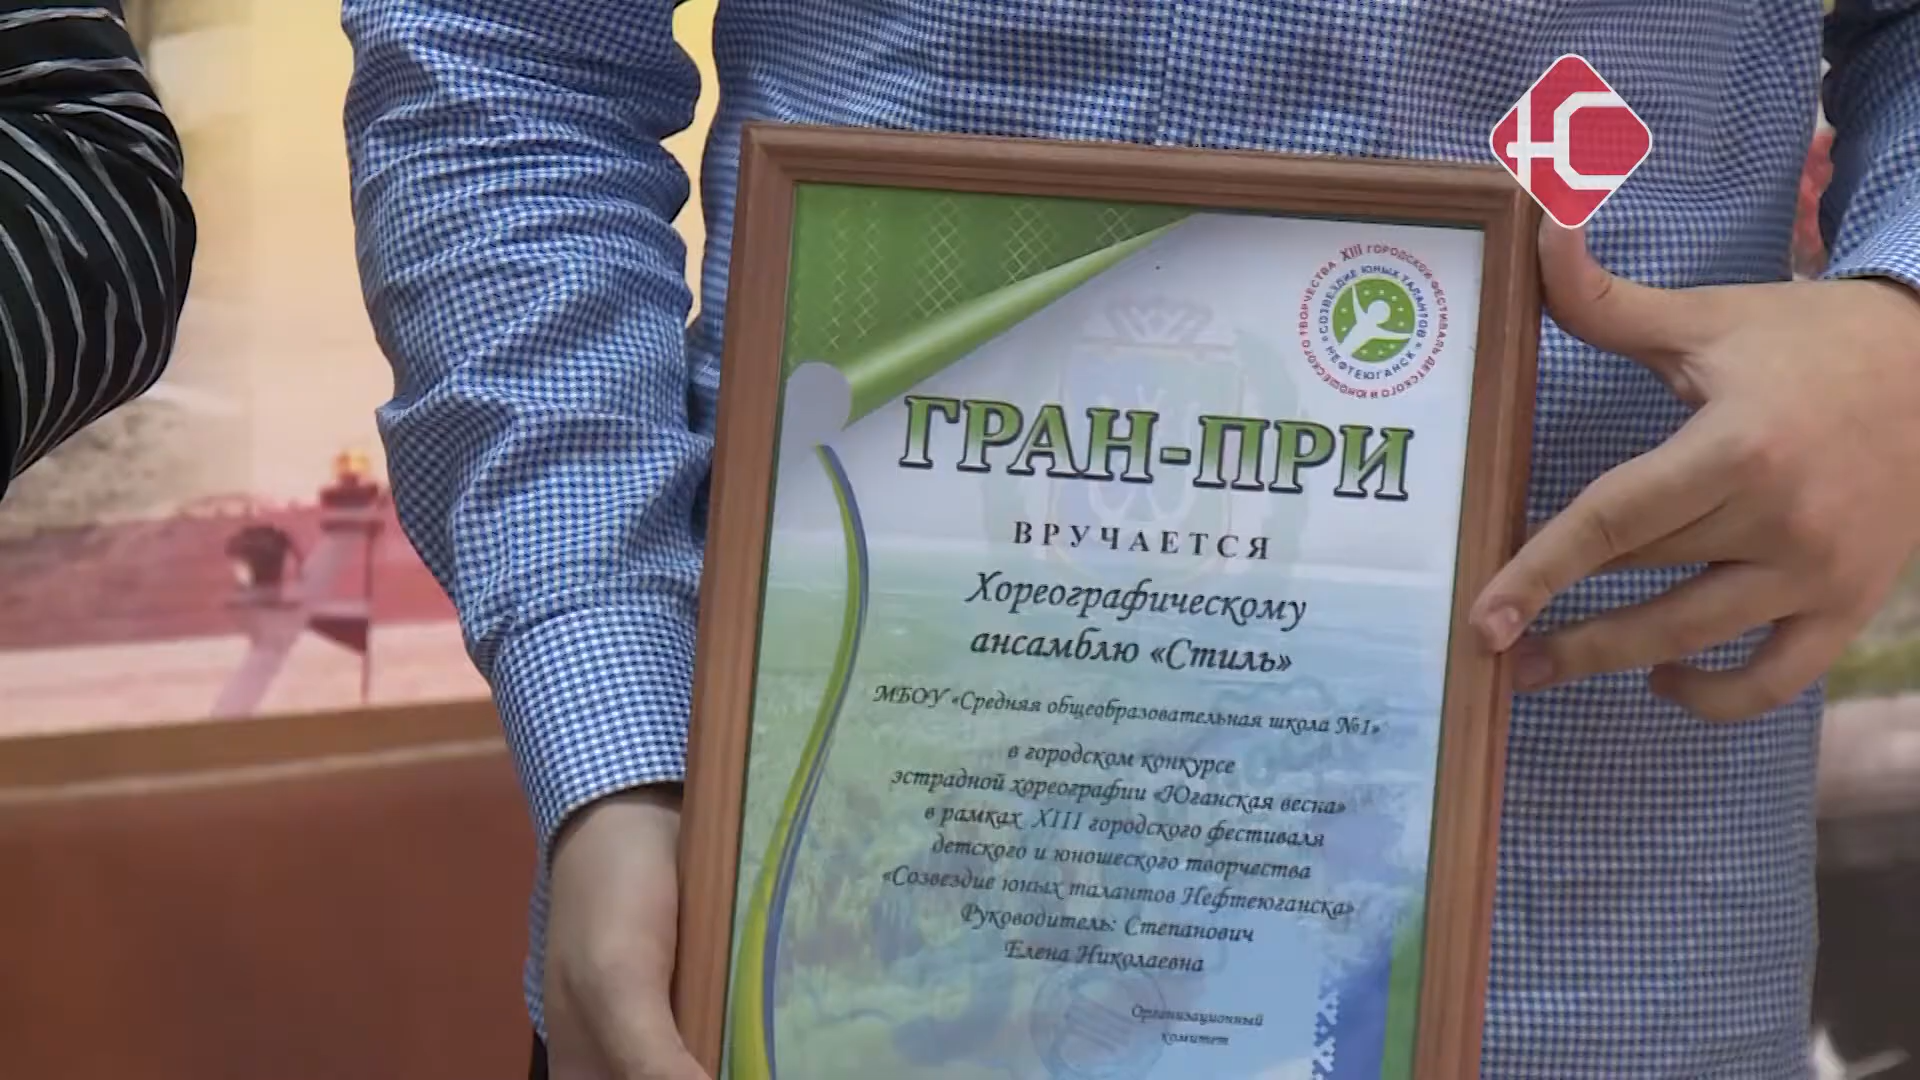 XIII ГОРОДСКОЙ ФЕСТИВАЛЬ ДЕТСКОГО И ЮНОШЕСКОГО ТВОРЧЕСТВА
СОЗВЕЗДИЕ ЮНЫХ ТАЛАНТОВ
НЕФТЕЮГАНСК
ГРАН-ПРИ
ВРУЧАЕТСЯ
Хореографическому
ансамблю «Стиль»
МБОУ «Средняя общеобразовательная школа №1»
в городском конкурсе
эстрадной хореографии «Юганская весна»
в рамках XIII городского фестиваля
детского и юношеского творчества
«Созвездие юных талантов Нефтеюганска»
Руководитель: Степанович
Елена Николаевна
Организационный
комитет